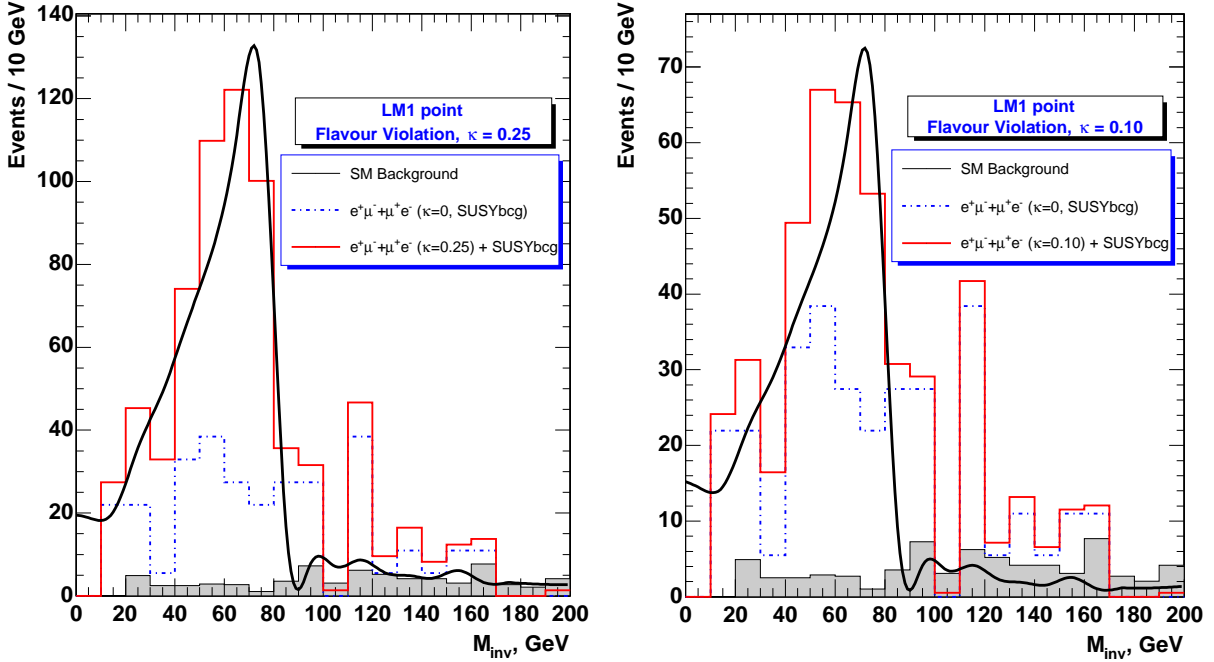 Events / 10 GeV
140
120
100
80
60
40
20
0
LM1 point
Flavour Violation, κ = 0.25
SM Background
e⁺μ⁻+μ⁺e⁻ (κ=0, SUSYbcg)
e⁺μ⁻+μ⁺e⁻ (κ=0.25) + SUSYbcg
0 20 40 60 80 100 120 140 160 180 200
M_inv, GeV
Events / 10 GeV
70
60
50
40
30
20
10
0
LM1 point
Flavour Violation, κ = 0.10
SM Background
e⁺μ⁻+μ⁺e⁻ (κ=0, SUSYbcg)
e⁺μ⁻+μ⁺e⁻ (κ=0.10) + SUSYbcg
0 20 40 60 80 100 120 140 160 180 200
M_inv, GeV